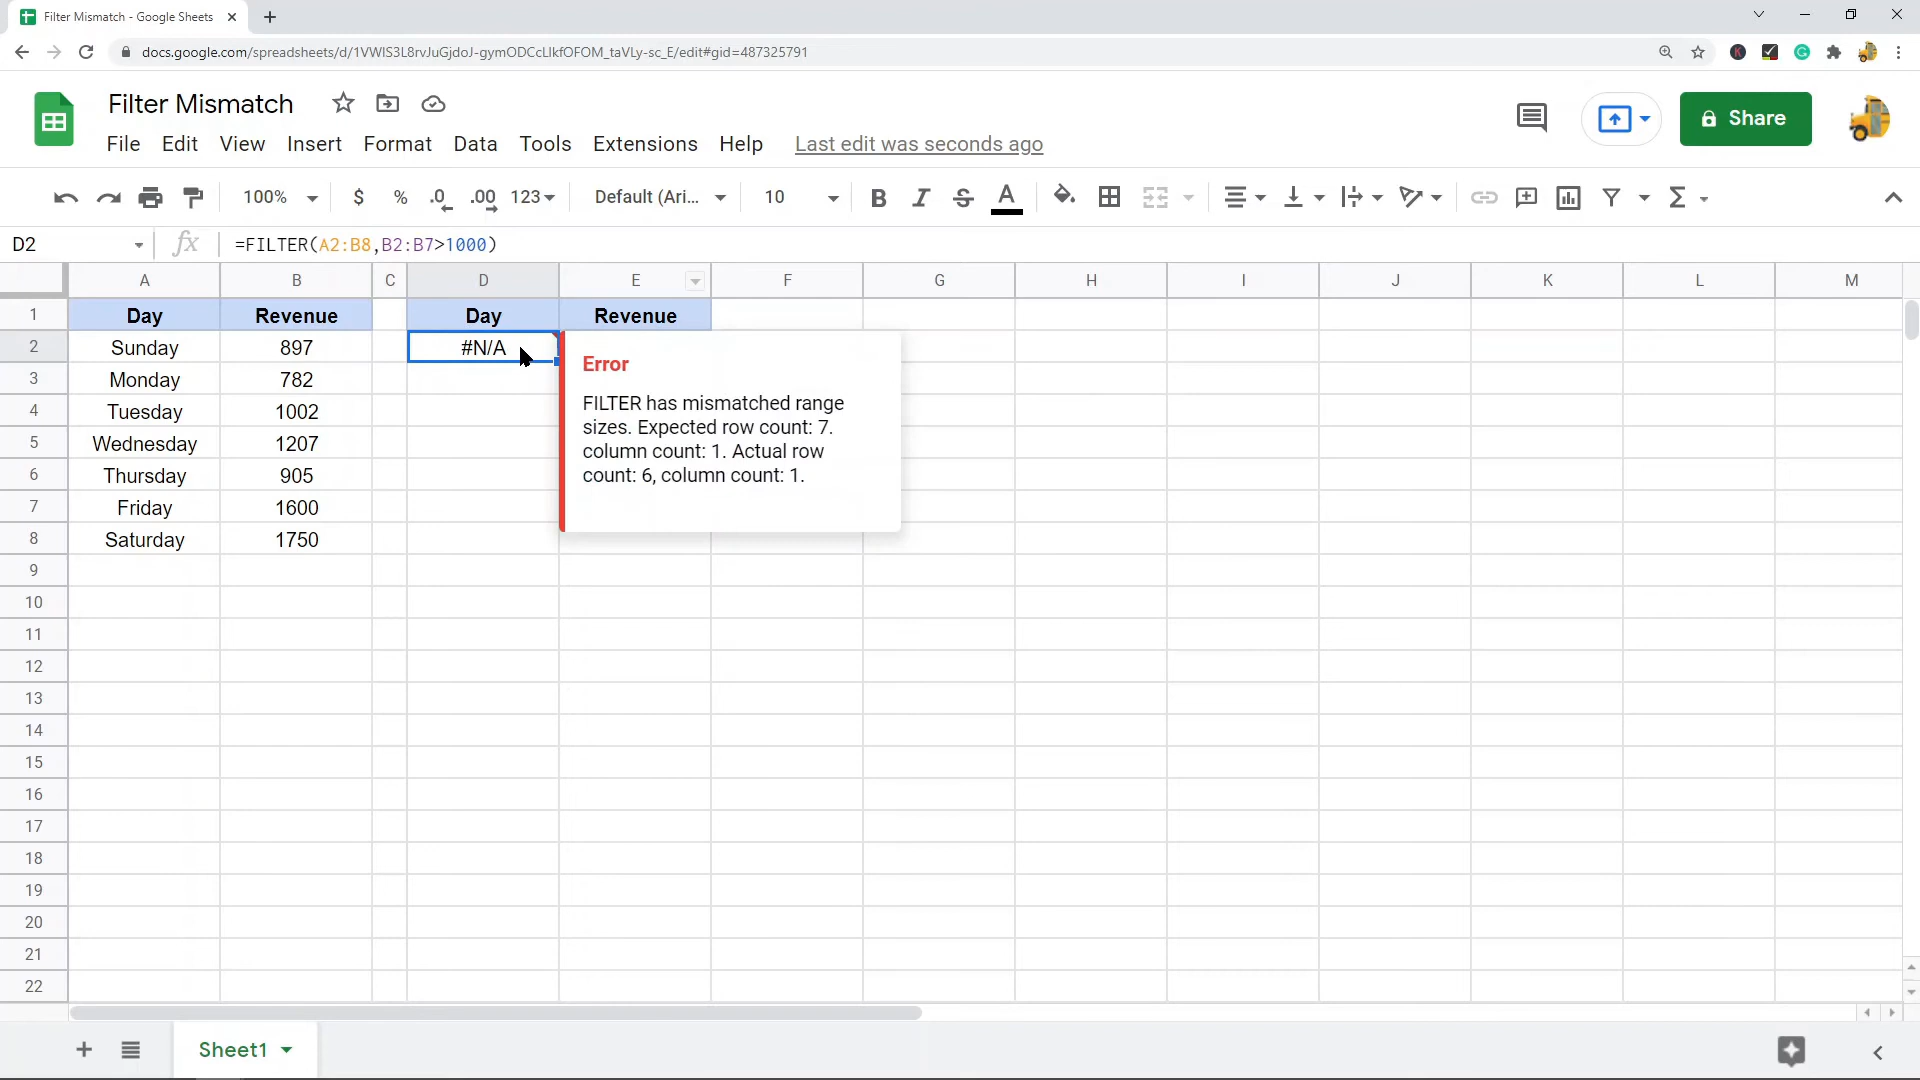 Filter Mismatch - Google Sheets
docs.google.com/spreadsheets/d/1VWIS3L8rvJuGjdoJ-gymODCcLIkfOFOM_taVLy-sc_E/edit#gid=487325791
Filter Mismatch
File Edit View Insert Format Data Tools Extensions Help Last edit was seconds ago
Share
100% $ % .0 .00 123 Default (Ari... 10 B I S A Σ
D2 fx =FILTER(A2:B8,B2:B7>1000)
A B C D E F G H I J K L M
1 Day Revenue Day Revenue
2 Sunday 897 #N/A
3 Monday 782
4 Tuesday 1002
5 Wednesday 1207
6 Thursday 905
7 Friday 1600
8 Saturday 1750
Error
FILTER has mismatched range
sizes. Expected row count: 7.
column count: 1. Actual row
count: 6, column count: 1.
9
10
11
12
13
14
15
16
17
18
19
20
21
22
Sheet1